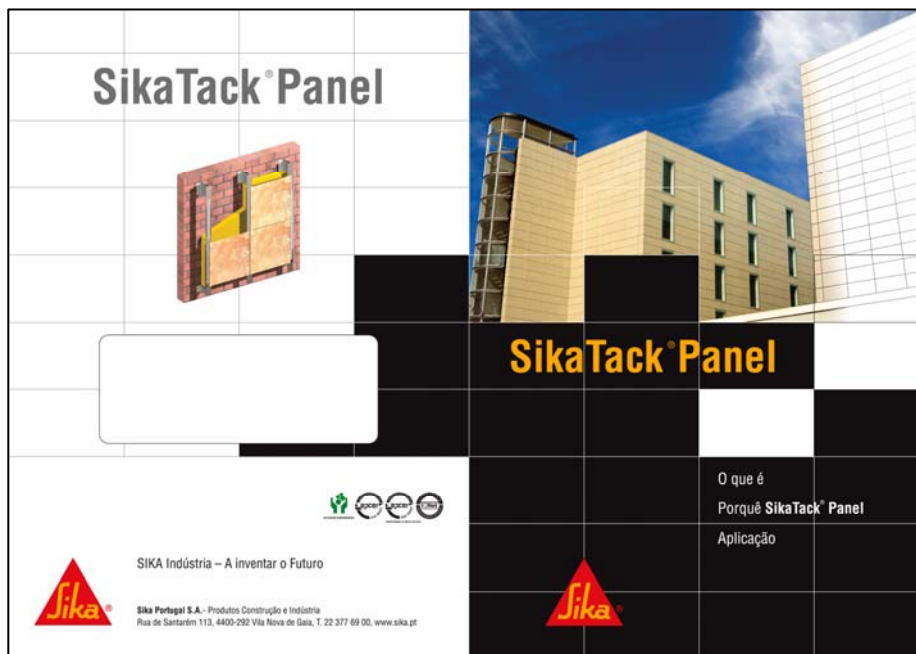 SikaTack® Panel
SIKA Indústria – A inventar o Futuro
Sika®
Sika Portugal S.A.- Produtos Construção e Indústria
Rua de Santarém 113, 4400-292 Vila Nova de Gaia, T. 22 377 69 00, www.sika.pt
SikaTack® Panel
O que é
Porquê SikaTack® Panel
Aplicação
Sika®